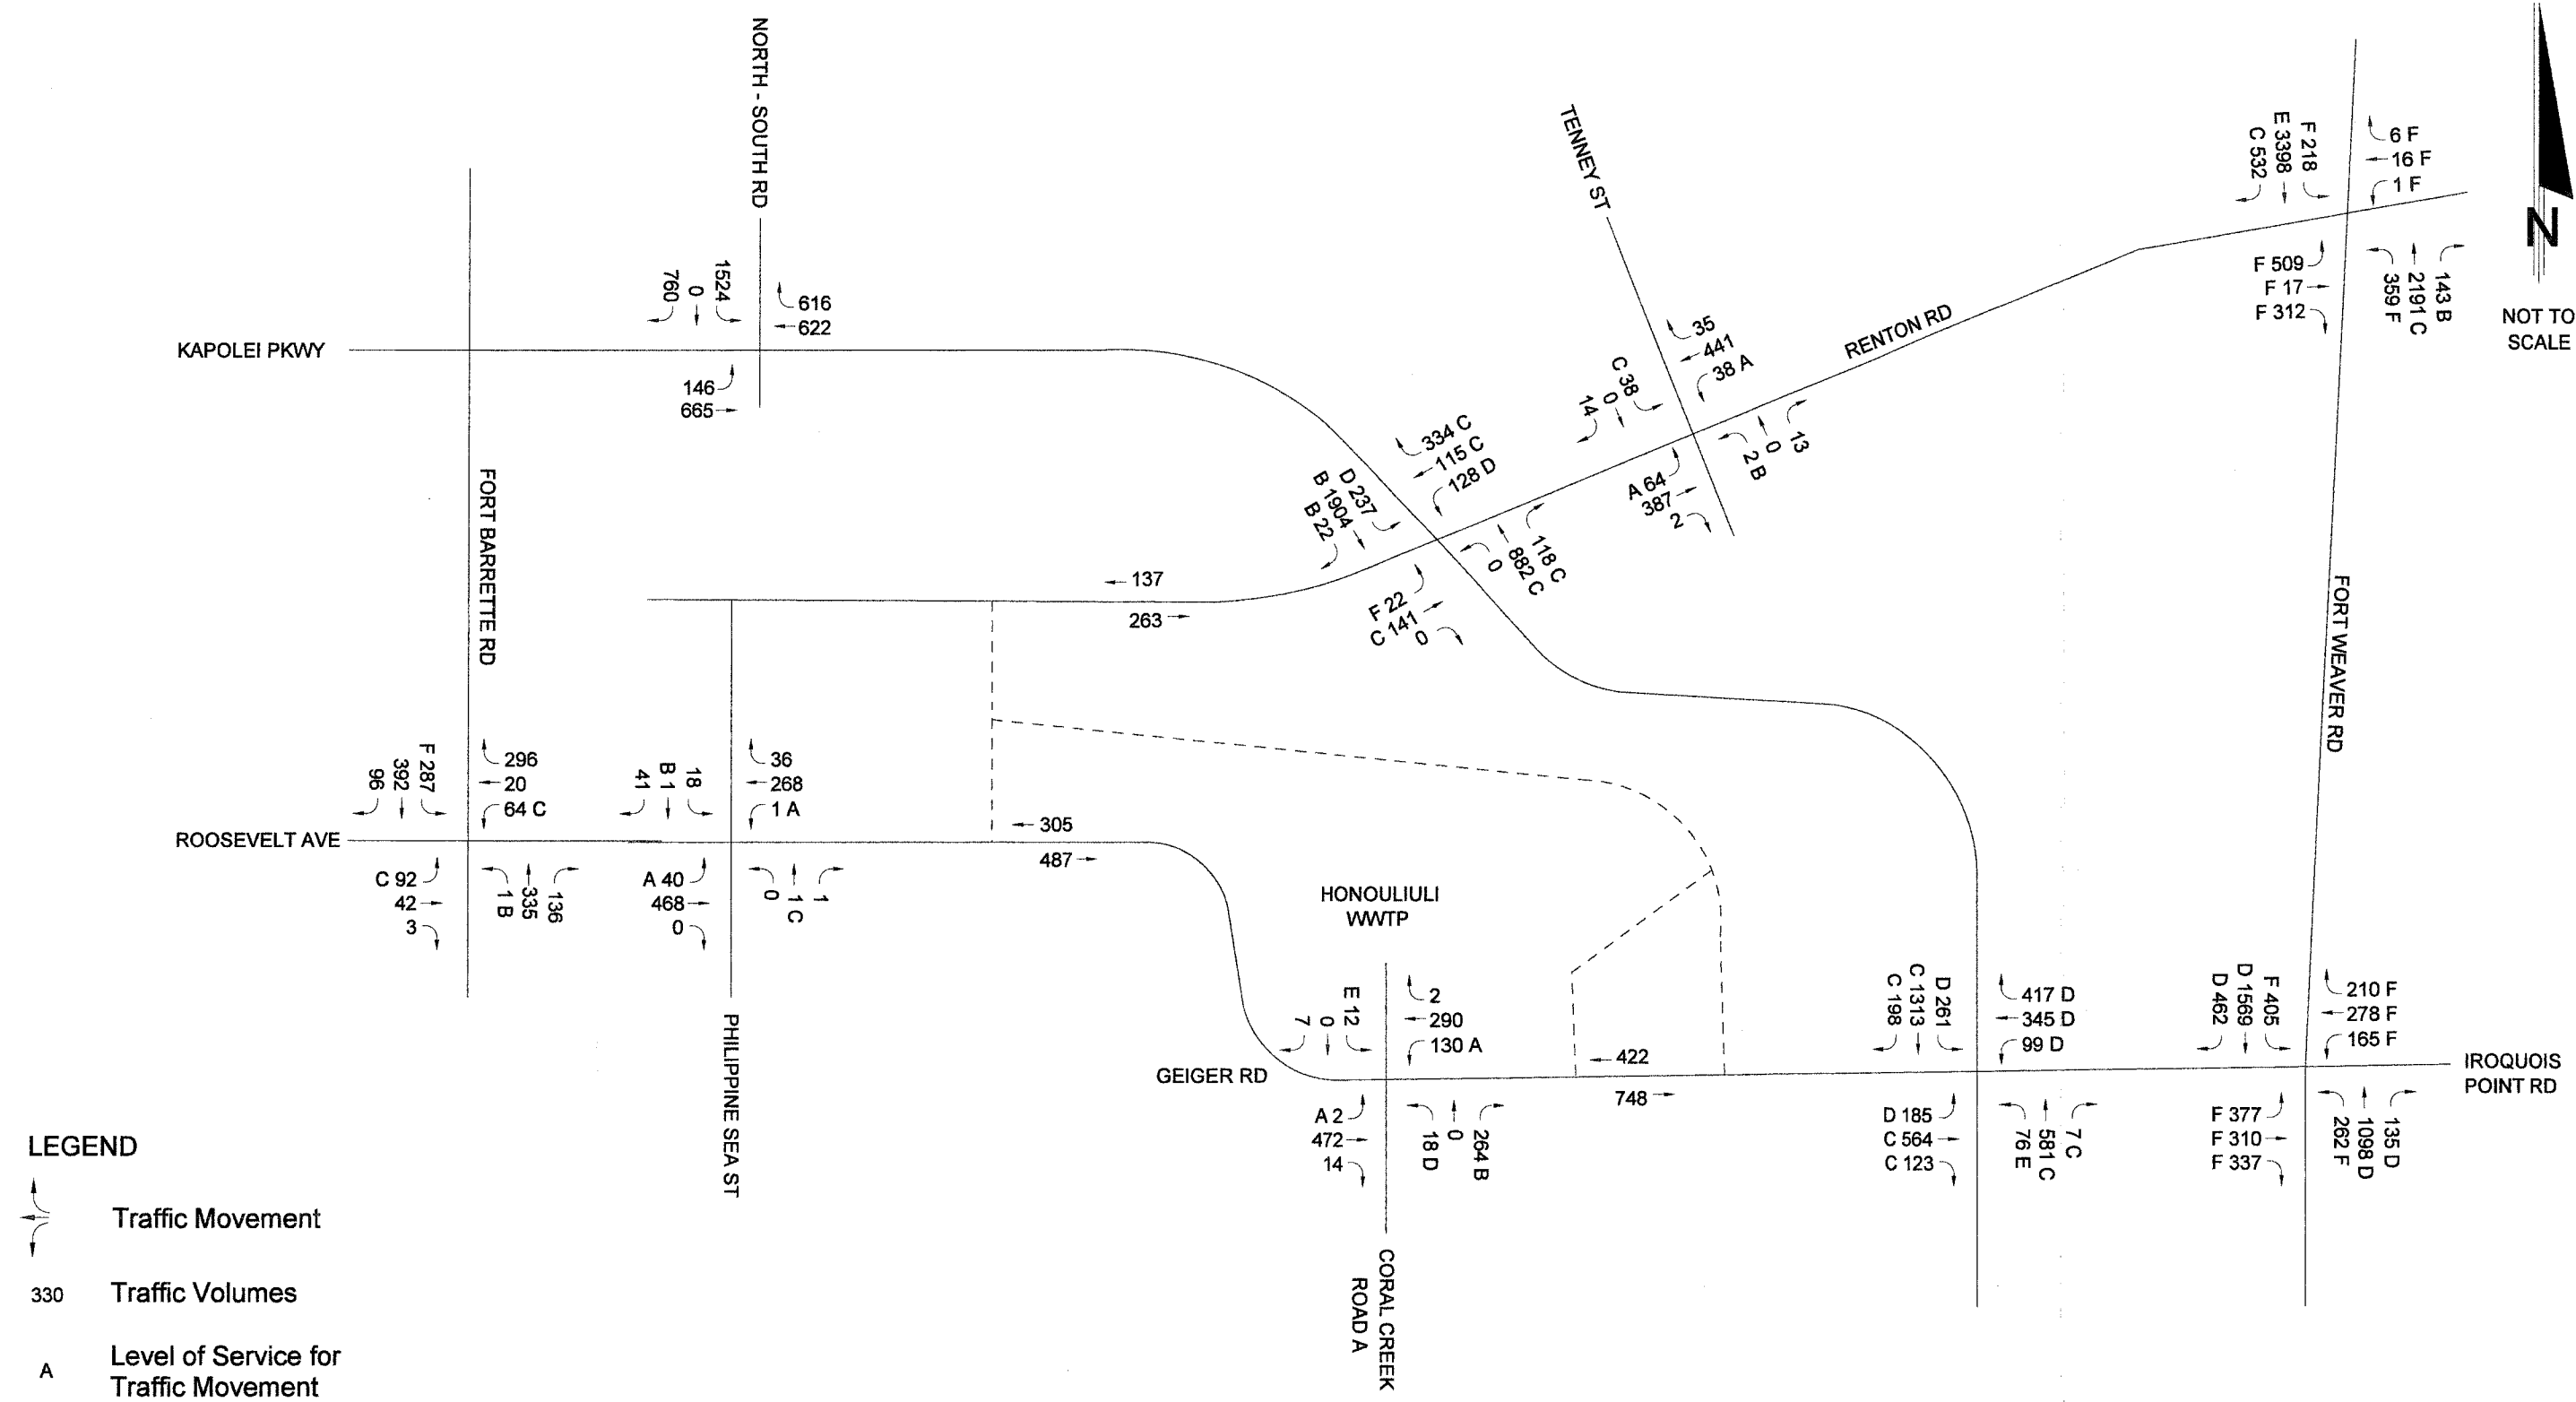 NORTH - SOUTH RD
1524
0
760
616
622
KAPOLEI PKWY
146
665
FORT BARRETTE RD
TENNEY ST
35
441
38 A
C 38
0
14
RENTON RD
A 64
387
2
13
0
2 B
F 218
E 3398
C 532
6 F
16 F
1 F
F 509
F 17
F 312
143 B
2191 C
359 F
N
NOT TO
SCALE
334 C
115 C
128 D
D 237
B 1904
B 22
118 C
882 C
0
F 22
C 141
0
137
263
FORT WEAVER RD
F 287
392
96
296
20
64 C
ROOSEVELT AVE
C 92
42
3
136
335
1 B
18
B 1
41
36
268
1 A
A 40
468
0
1
1 C
0
305
487
PHILIPPINE SEA ST
HONOULIULI
WWTP
E 12
0
7
2
290
130 A
GEIGER RD
A 2
472
14
264 B
0
18 D
CORAL CREEK
ROAD A
422
748
D 261
C 1313
C 198
417 D
345 D
99 D
D 185
C 564
C 123
7 C
581 C
76 E
F 405
D 1569
D 462
210 F
278 F
165 F
IROQUOIS
POINT RD
F 377
F 310
F 337
135 D
1098 D
262 F
LEGEND
Traffic Movement
330 Traffic Volumes
A Level of Service for
Traffic Movement